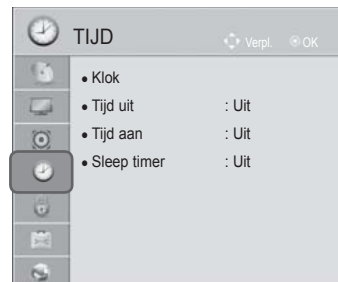 TIJD
Verpl. OK
• Klok
• Tijd uit : Uit
• Tijd aan : Uit
• Sleep timer : Uit